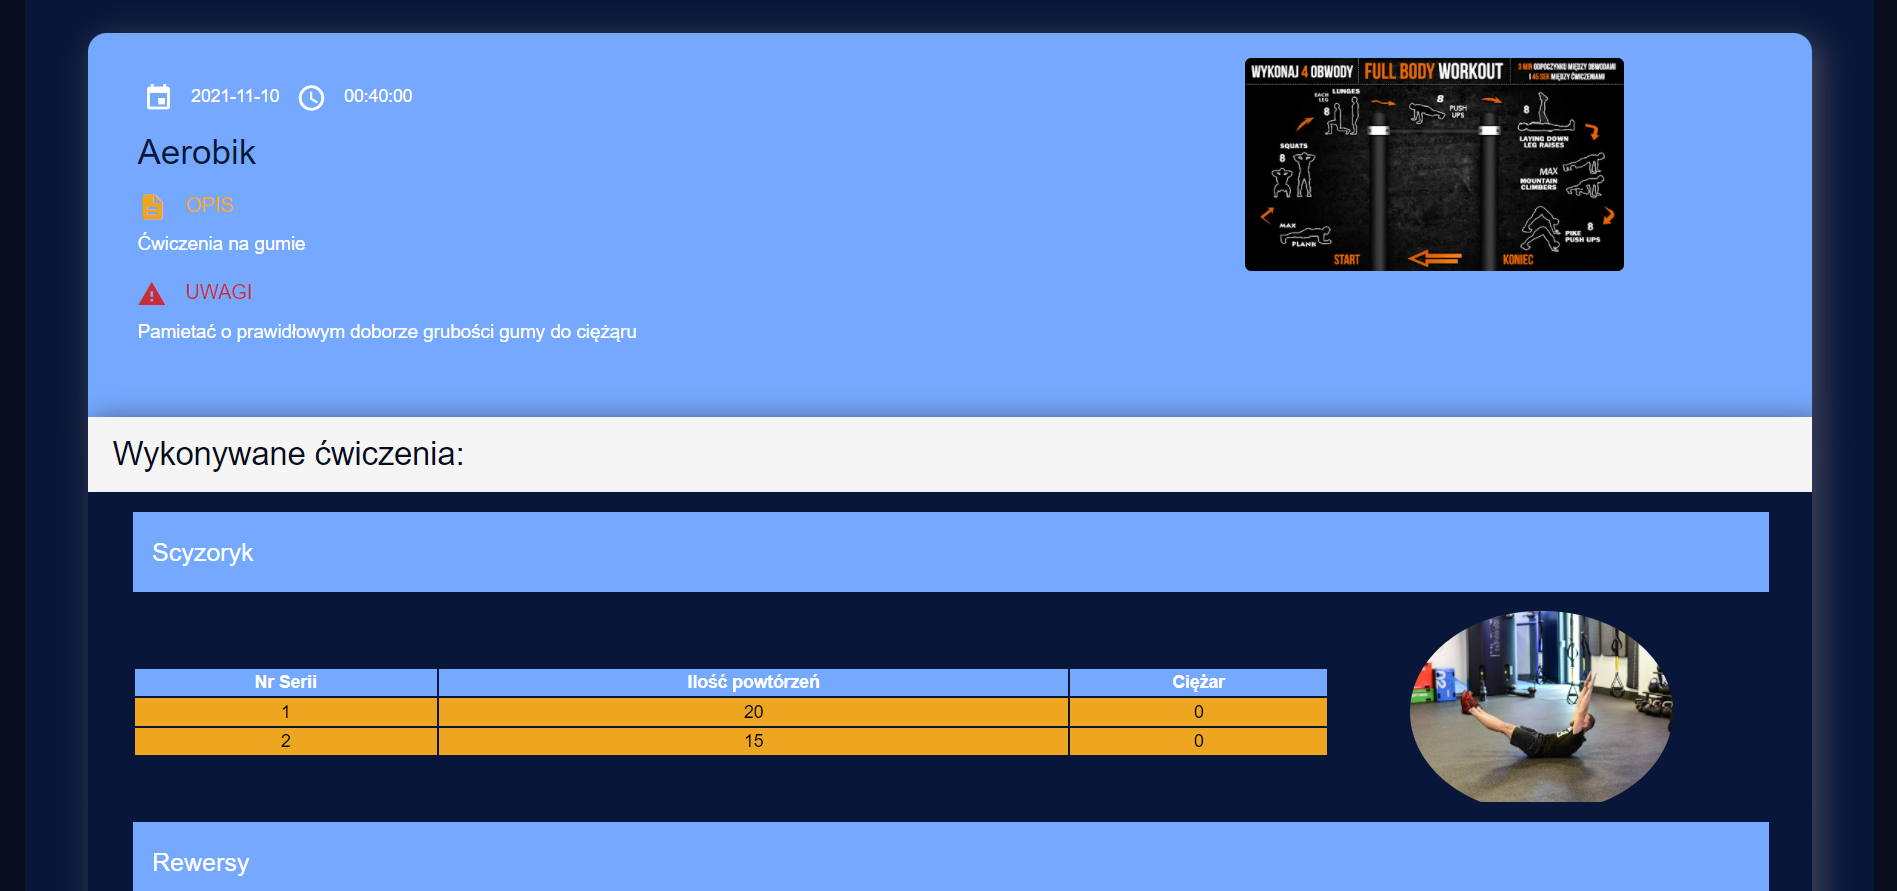 2021-11-10 00:40:00
Aerobik
OPIS
Ćwiczenia na gumie
UWAGI
Pamietać o prawidłowym doborze grubości gumy do ciężąru
WYKONAJ 4 OBWODY FULL BODY WORKOUT 3 MIN ODPOCZYNKU MIĘDZY OBWODAMI
I 45 SEK MIĘDZY ĆWICZENIAMI
EACH LEG
8
LUNGES
8
PUSH UPS
8
LAYING DOWN
LEG RAISES
SQUATS
8
MAX
MOUNTAIN
CLIMBERS
MAX
PLANK
8
PIKE
PUSH UPS
START
KONIEC
Wykonywane ćwiczenia:
Scyzoryk
Nr Serii Ilość powtórzeń Ciężar
1 20 0
2 15 0
Rewersy